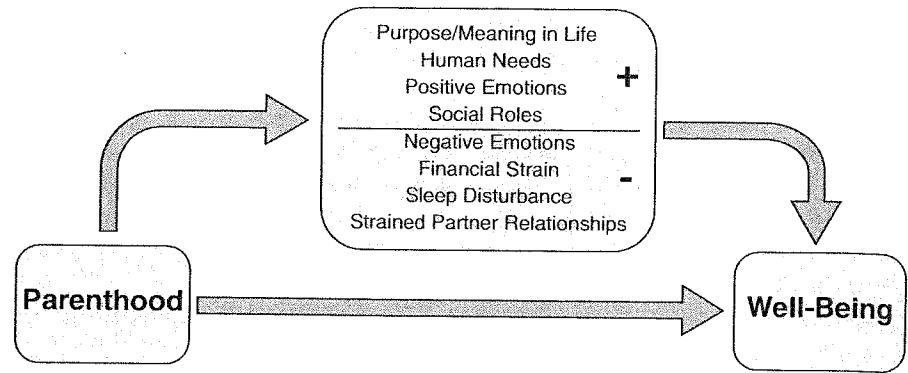 Purpose/Meaning in Life
Human Needs
+
Positive Emotions
Social Roles
Negative Emotions
Financial Strain
-
Sleep Disturbance
Strained Partner Relationships
Parenthood
Well-Being